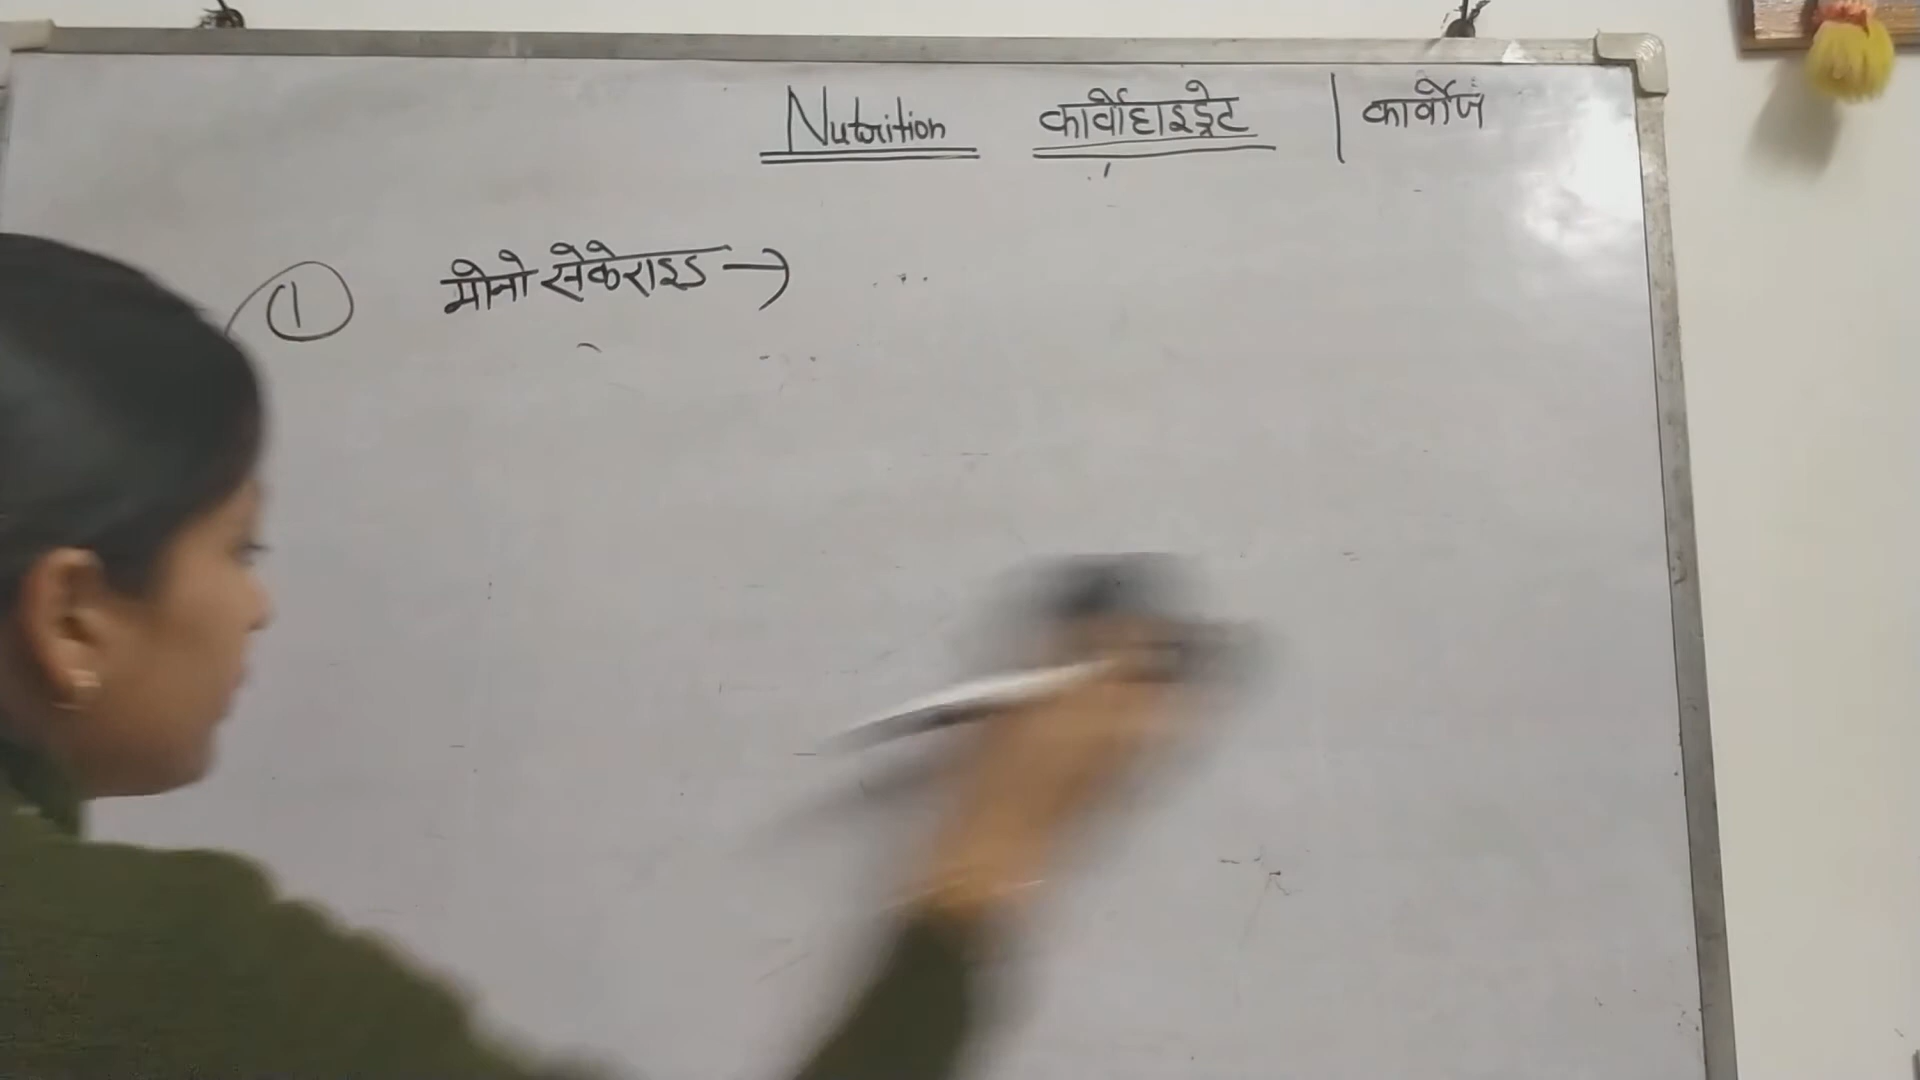 Nutrition कार्वोहाइड्रेट | कार्वोज
① मोनो सेकेराइड →